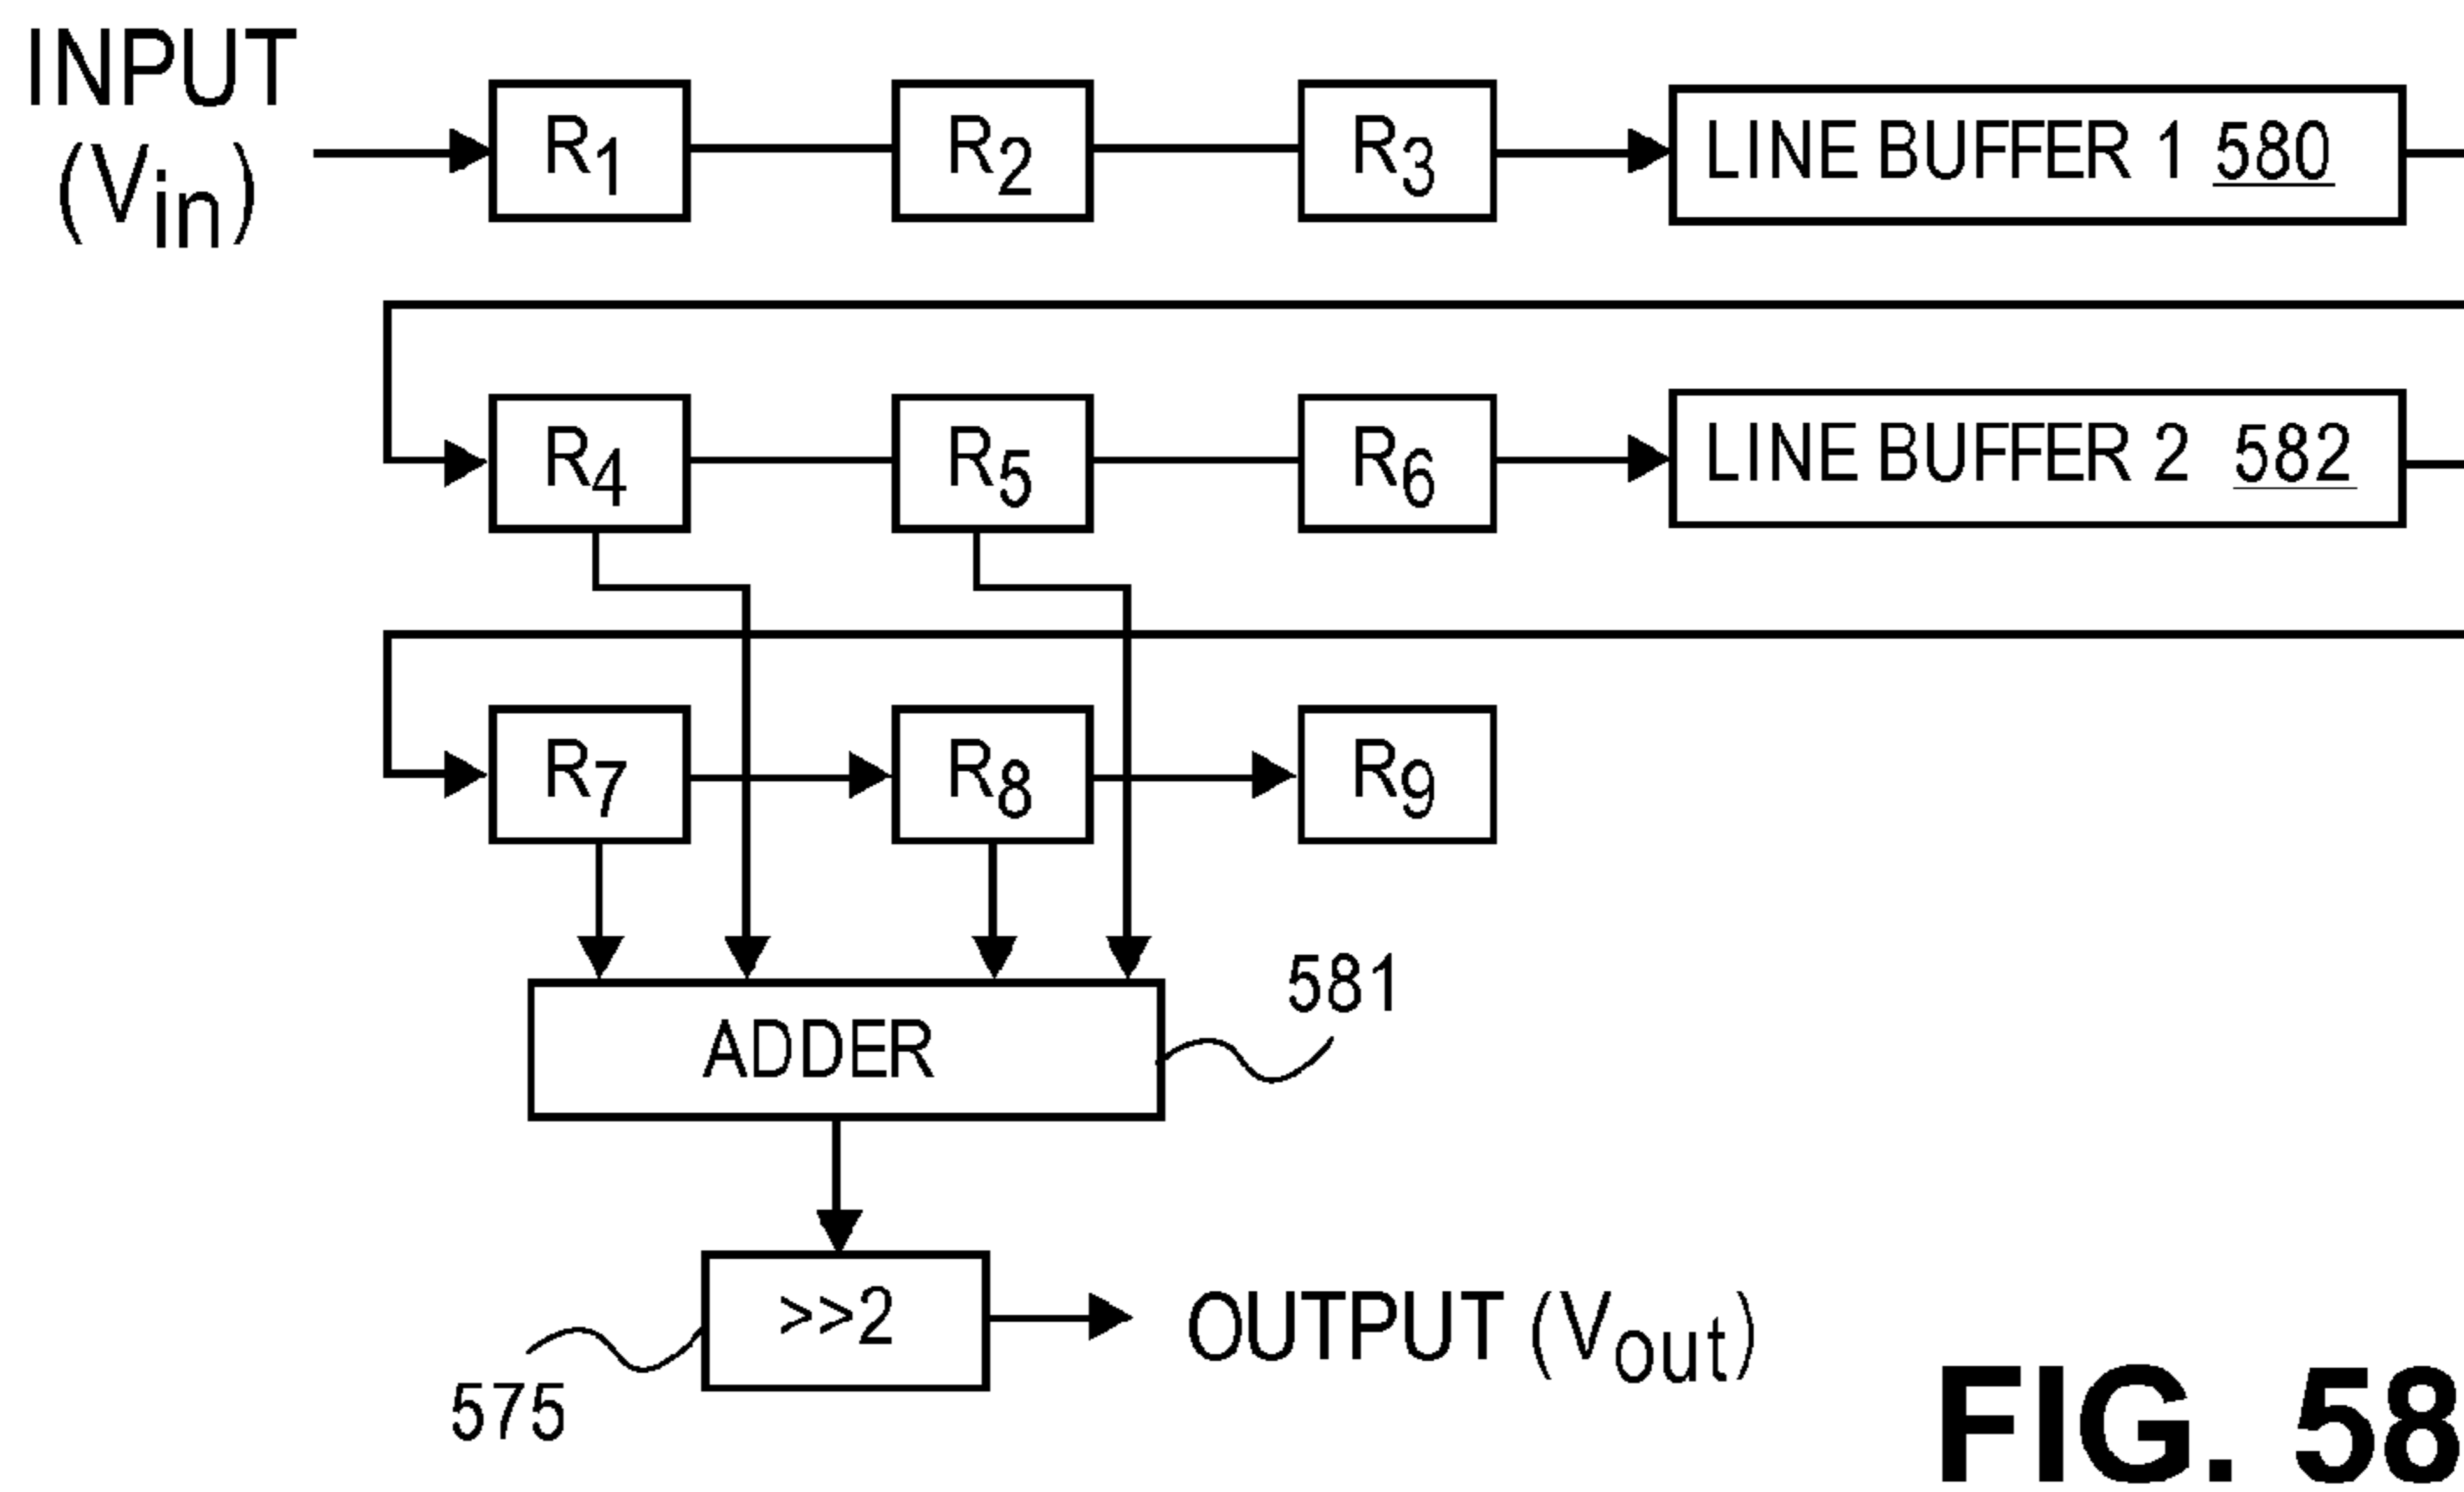 INPUT
(Vin)
R1
R2
R3
LINE BUFFER 1 580
R4
R5
R6
LINE BUFFER 2 582
R7
R8
R9
ADDER
581
>>2
575
OUTPUT (Vout)
FIG. 58